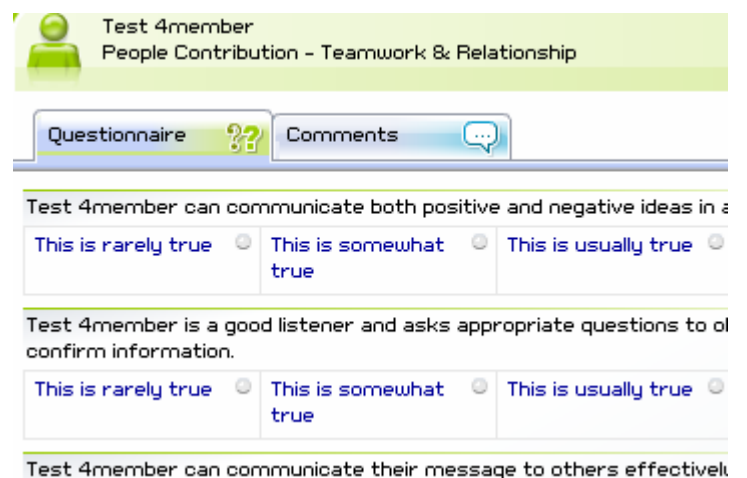 Test 4member
People Contribution - Teamwork & Relationship
Questionnaire
Comments
Test 4member can communicate both positive and negative ideas in
This is rarely true
This is somewhat true
This is usually true
Test 4member is a good listener and asks appropriate questions to
confirm information.
This is rarely true
This is somewhat true
This is usually true
Test 4member can communicate their message to others effectively